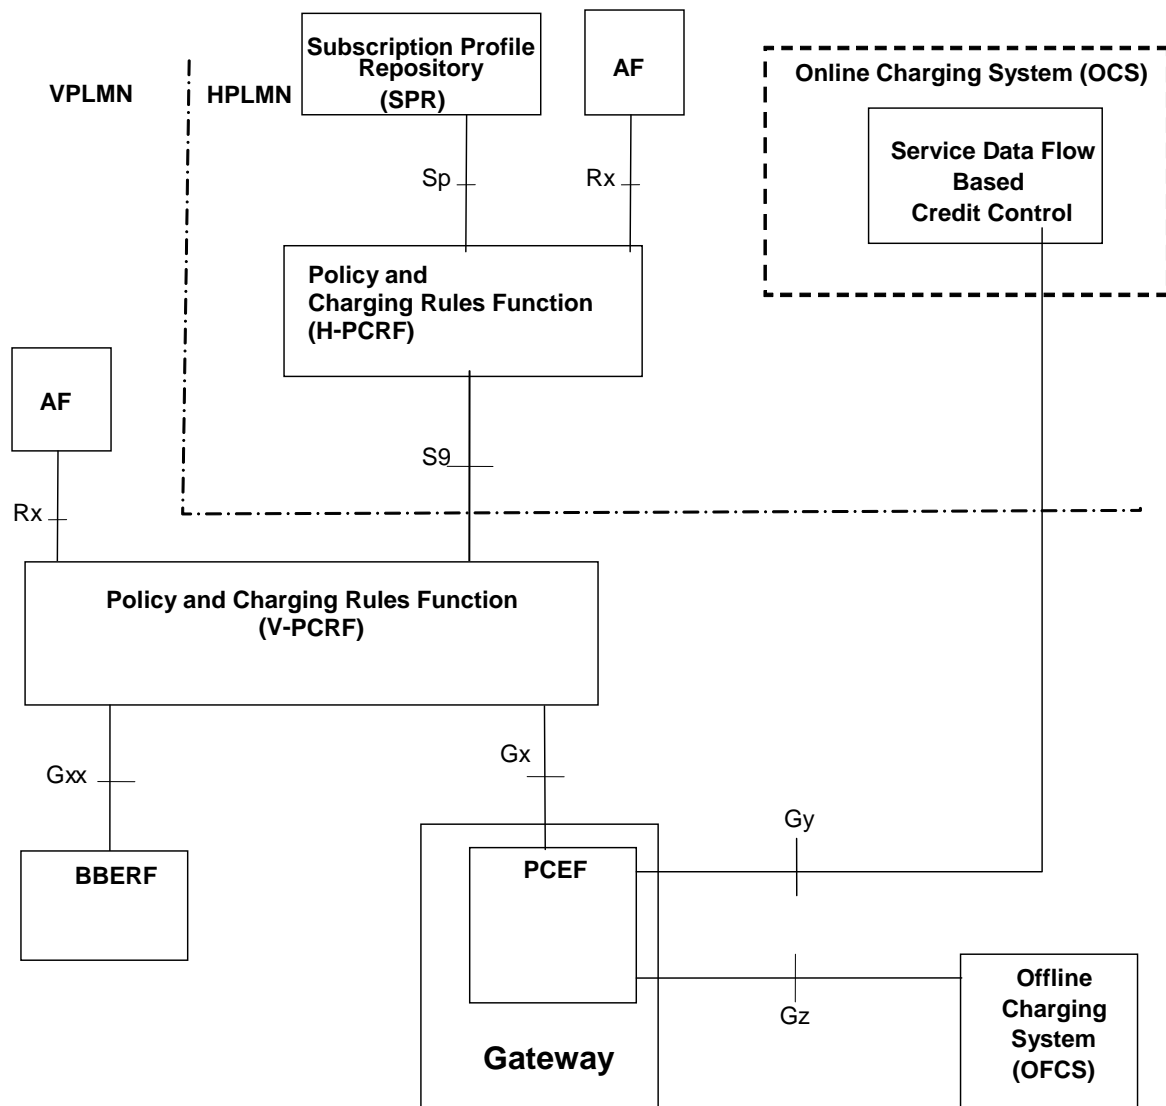 Subscription Profile
Repository
(SPR)
AF
Online Charging System (OCS)
VPLMN
HPLMN
Service Data Flow
Based
Credit Control
Sp
Rx
Policy and
Charging Rules Function
(H-PCRF)
AF
S9
Rx
Policy and Charging Rules Function
(V-PCRF)
Gxx
Gx
Gy
BBERF
PCEF
Gz
Offline
Charging
System
(OFCS)
Gateway